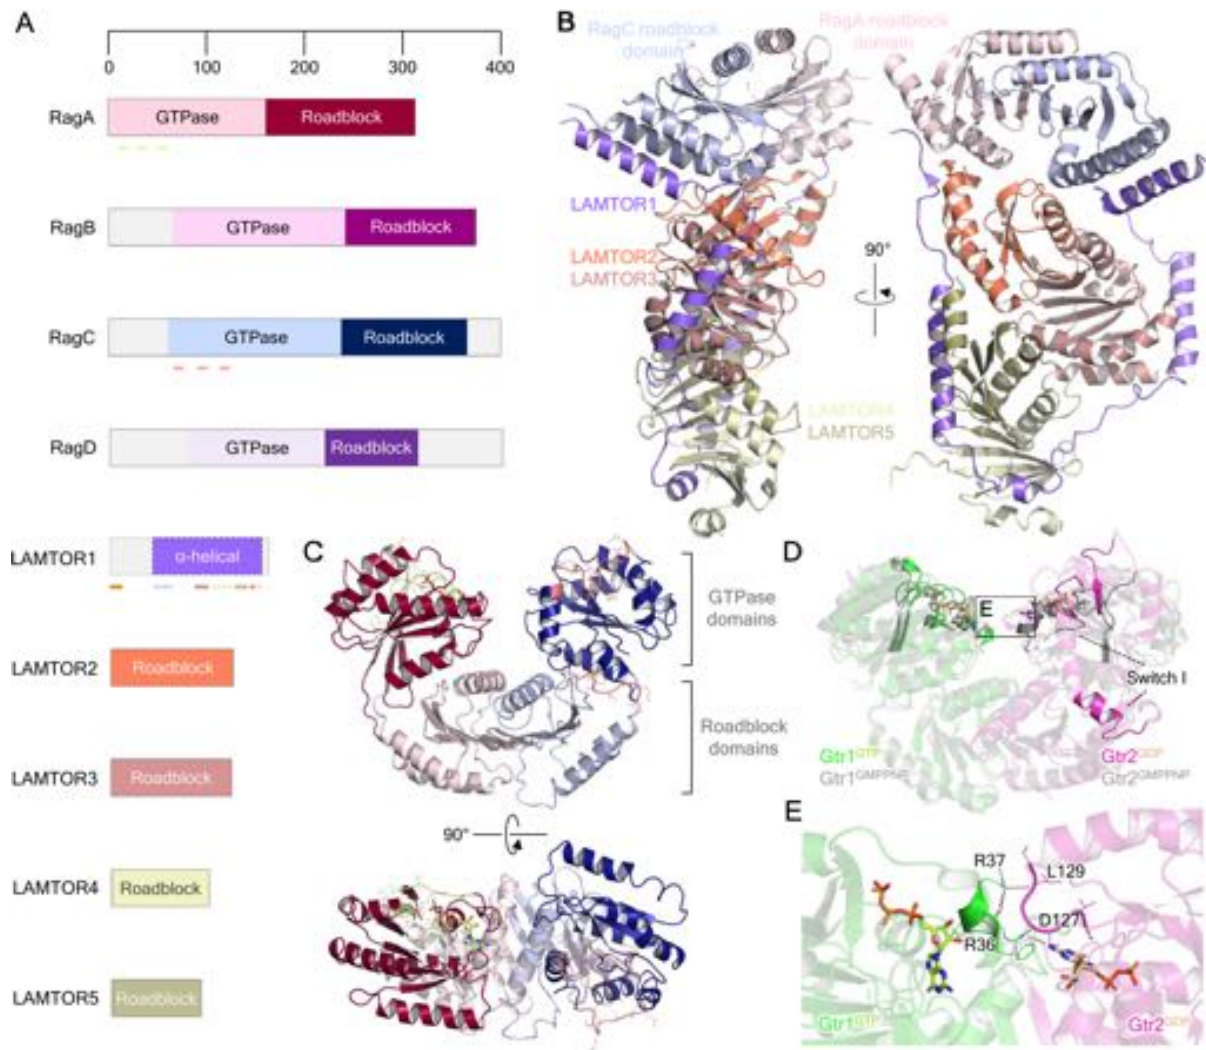 A
0 100 200 300 400
RagA
GTPase
Roadblock
RagB
GTPase
Roadblock
RagC
GTPase
Roadblock
RagD
GTPase
Roadblock
LAMTOR1
α-helical
LAMTOR2
Roadblock
LAMTOR3
Roadblock
LAMTOR4
Roadblock
LAMTOR5
Roadblock
B
RagC roadblock
domain
RagA roadblock
domain
LAMTOR1
LAMTOR2
LAMTOR3
90°
LAMTOR4
LAMTOR5
C
GTPase
domains
Roadblock
domains
90°
D
E
Switch I
Gtr1GTP
Gtr1GMPPNP
Gtr2GDP
Gtr2GMPPNP
E
R37
L129
D127
R36
Gtr1GTP
Gtr2GDP